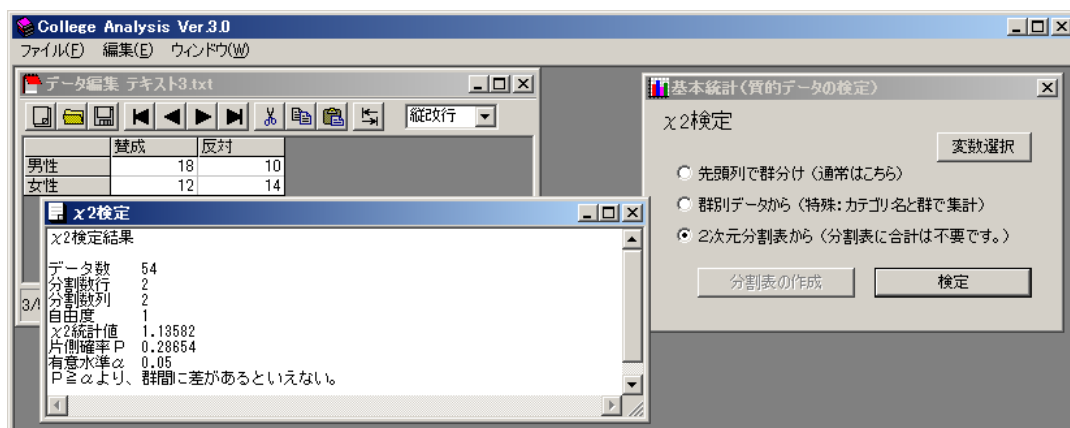 College Analysis Ver.3.0
ファイル(F) 編集(E) ウィンドウ(W)
データ編集 テキスト3.txt
縦改行
賛成 反対
男性 18 10
女性 12 14
χ2検定
χ2検定結果
データ数 54
分割数行 2
分割数列 2
自由度 1
χ2統計値 1.13582
片側確率P 0.28654
有意水準α 0.05
P≧αより、群間に差があるといえない。
基本統計(質的データの検定)
χ2検定
変数選択
先頭列で群分け(通常はこちら)
群別データから(特殊:カテゴリ名と群で集計)
2次元分割表から(分割表に合計は不要です。)
分割表の作成 検定